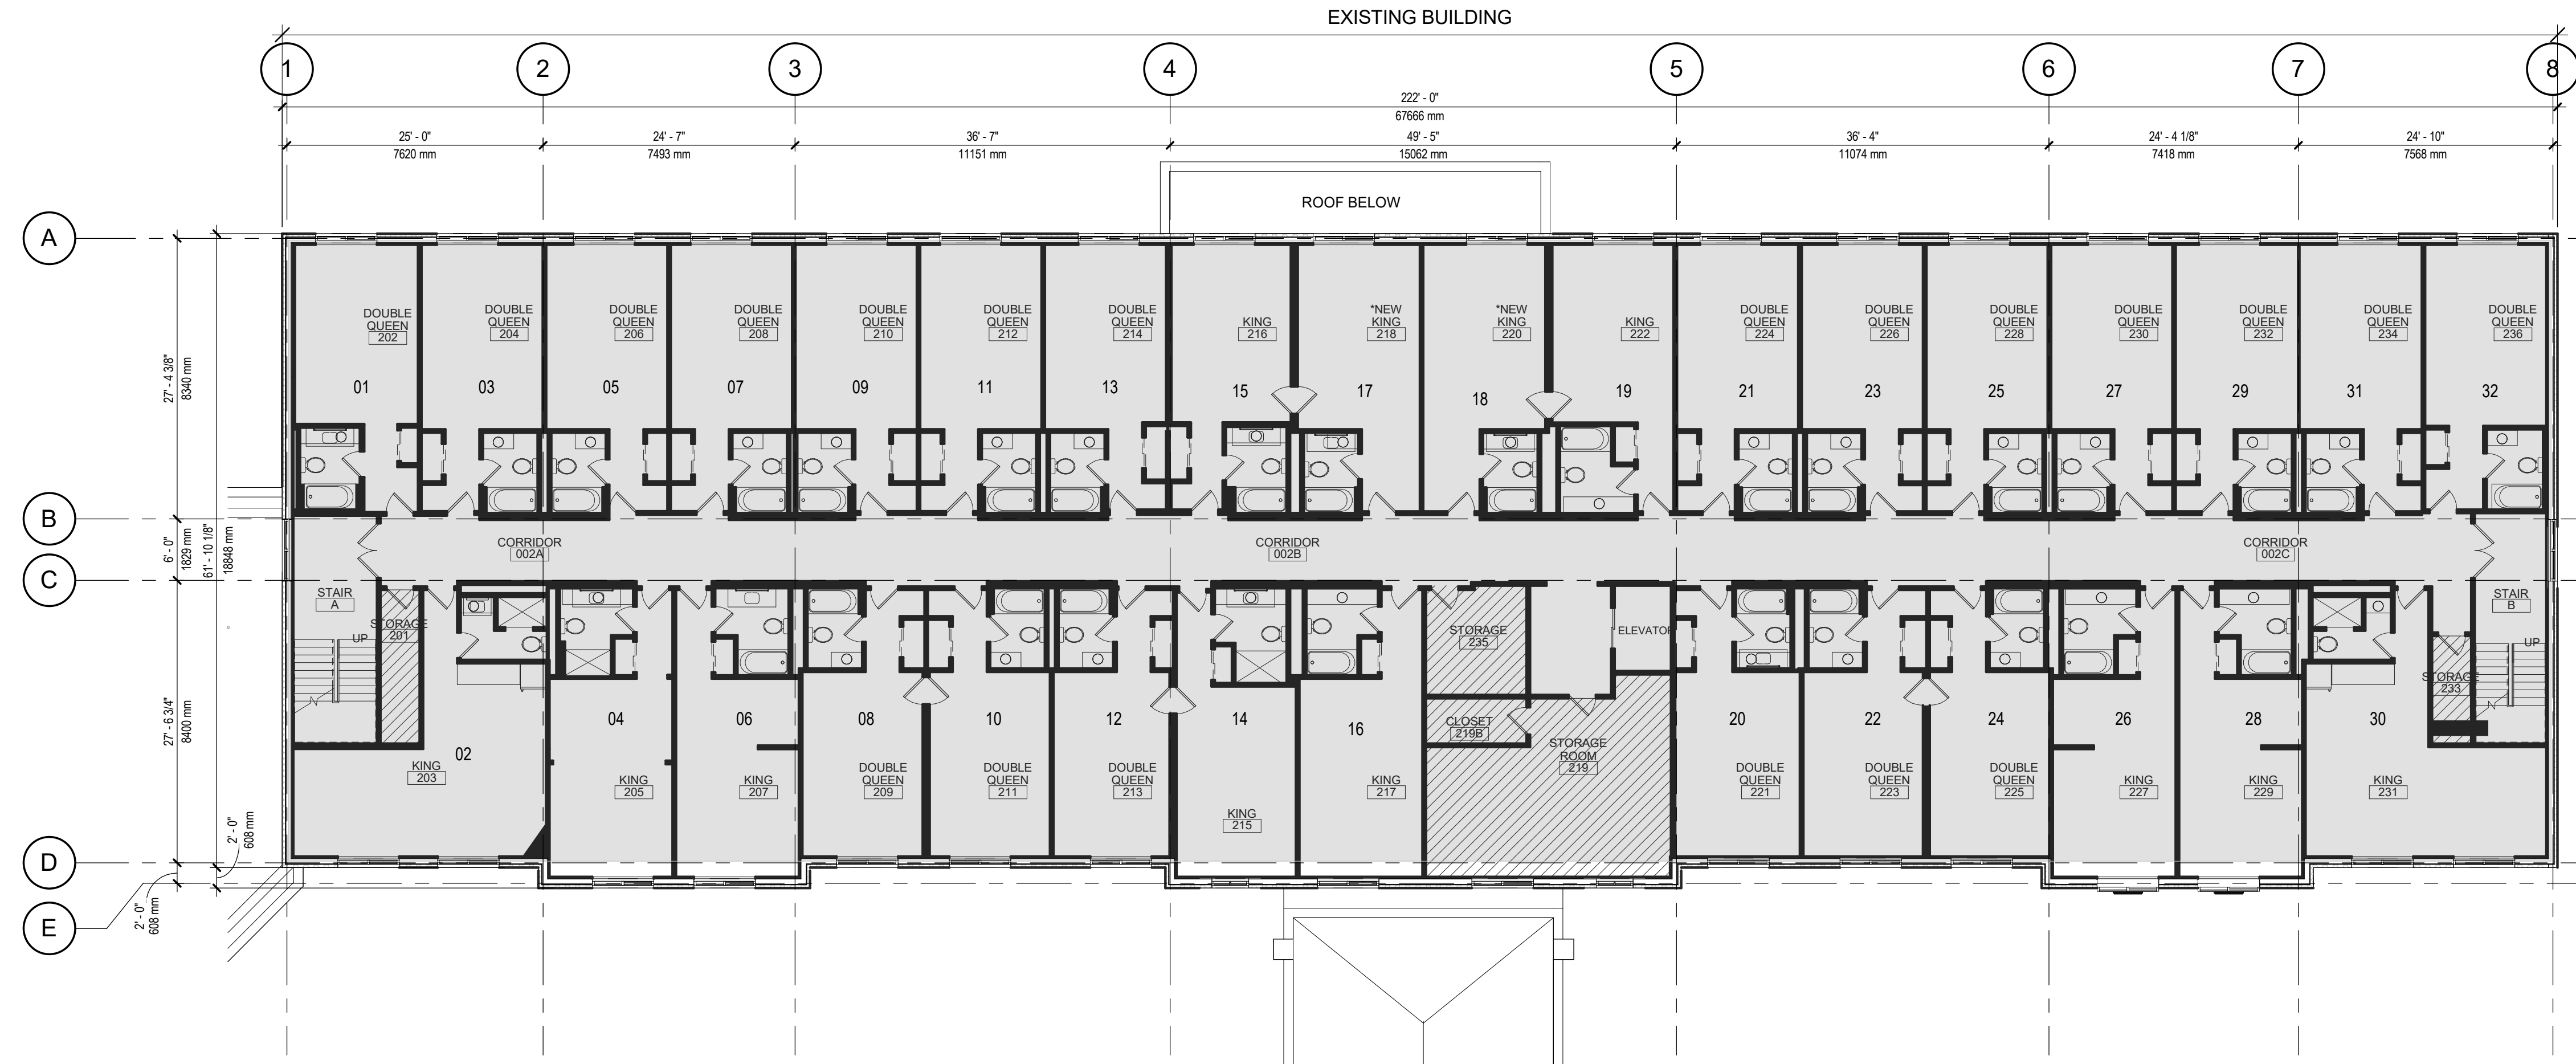 EXISTING BUILDING
1 2 3 4 5 6 7 8
222' - 0"
67666 mm
25' - 0" 24' - 7" 36' - 7" 49' - 5" 36' - 4" 24' - 4 1/8" 24' - 10"
7620 mm 7493 mm 11151 mm 15062 mm 11074 mm 7418 mm 7568 mm
ROOF BELOW
A
B
C
D
E
27' - 4 3/8"
8340 mm
6' - 0"
1829 mm
61' - 10 1/8"
18848 mm
27' - 6 3/4"
8400 mm
2' - 0"
608 mm
2' - 0"
608 mm
DOUBLE
QUEEN
202
01
DOUBLE
QUEEN
204
03
DOUBLE
QUEEN
206
05
DOUBLE
QUEEN
208
07
DOUBLE
QUEEN
210
09
DOUBLE
QUEEN
212
11
DOUBLE
QUEEN
214
13
KING
216
15
*NEW
KING
218
17
*NEW
KING
220
18
KING
222
19
DOUBLE
QUEEN
224
21
DOUBLE
QUEEN
226
23
DOUBLE
QUEEN
228
25
DOUBLE
QUEEN
230
27
DOUBLE
QUEEN
232
29
DOUBLE
QUEEN
234
31
DOUBLE
QUEEN
236
32
CORRIDOR
002A
CORRIDOR
002B
CORRIDOR
002C
STAIR
A
UP
STORAGE
201
02
KING
203
04
KING
205
06
KING
207
08
DOUBLE
QUEEN
209
10
DOUBLE
QUEEN
211
12
DOUBLE
QUEEN
213
14
KING
215
16
KING
217
STORAGE
235
CLOSET
219B
STORAGE
ROOM
219
ELEVATOR
20
DOUBLE
QUEEN
221
22
DOUBLE
QUEEN
223
24
DOUBLE
QUEEN
225
26
KING
227
28
KING
229
30
KING
231
STORAGE
233
STAIR
B
UP